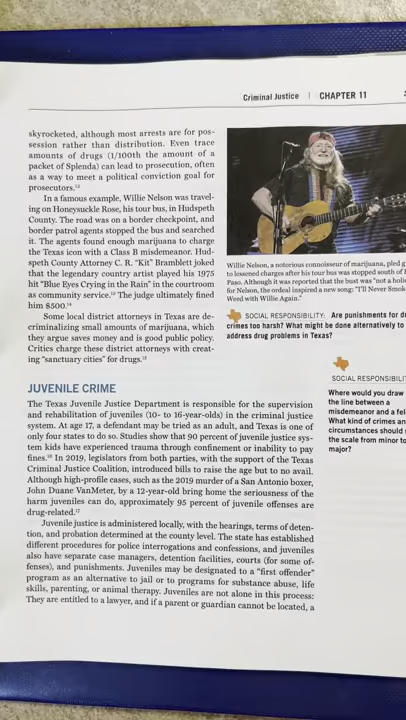 Criminal Justice | CHAPTER 11
skyrocketed, although most arrests are for pos-
session rather than distribution. Even trace
amounts of drugs (1/100th the amount of a
packet of Splenda) can lead to prosecution, often
as a way to meet a political conviction goal for
prosecutors.
In a famous example, Willie Nelson was travel-
ing on Honeysuckle Rose, his tour bus, in Hudspeth
County. The road was on a border checkpoint, and
border patrol agents stopped the bus and searched
it. The agents found enough marijuana to charge
the Texas icon with a Class B misdemeanor. Hud-
speth County Attorney C. R. "Kit" Bramblett joked
that the legendary country artist played his 1975
hit "Blue Eyes Crying in the Rain" in the courtroom
as community service. The judge ultimately fined
him $500.
Some local district attorneys in Texas are de-
criminalizing small amounts of marijuana, which
they argue saves money and is good public policy.
Critics charge these district attorneys with creat-
ing "sanctuary cities" for drugs.
Willie Nelson, a notorious connoisseur of marijuana, pled g
to lessened charges after his tour bus was stopped south of
Paso. Although it was reported that the bust was "not a
for Nelson, the ordeal inspired a new song: "I'll Never Smok
Weed with Willie Again."
SOCIAL RESPONSIBILITY: Are punishments for dr
crimes too harsh? What might be done alternatively to
address drug problems in Texas?
JUVENILE CRIME
The Texas Juvenile Justice Department is responsible for the supervision
and rehabilitation of juveniles (10- to 16-year-olds) in the criminal justice
system. At age 17, a defendant may be tried as an adult, and Texas is one of
only four states to do so. Studies show that 90 percent of juvenile justice sys-
tem kids have experienced trauma through confinement or inability to pay
fines. In 2019, legislators from both parties, with the support of the Texas
Criminal Justice Coalition, introduced bills to raise the age but to no avail.
Although high-profile cases, such as the 2019 murder of a San Antonio boxer,
John Duane VanMeter, by a 12-year-old bring home the seriousness of the
harm juveniles can do, approximately 95 percent of juvenile offenses are
drug-related.
Juvenile justice is administered locally, with the hearings, terms of deten-
tion, and probation determined at the county level. The state has established
different procedures for police interrogations and confessions, and juveniles
also have separate case managers, detention facilities, courts (for some of-
fenses), and punishments. Juveniles may be designated to a "first offender"
program as an alternative to jail or to programs for substance abuse, life
skills, parenting, or animal therapy. Juveniles are not alone in this process:
They are entitled to a lawyer, and if a parent or guardian cannot be located, a
SOCIAL RESPONSIBILIT
Where would you draw
the line between a
misdemeanor and a fel
What kind of crimes an
circumstances should
the scale from minor to
major?